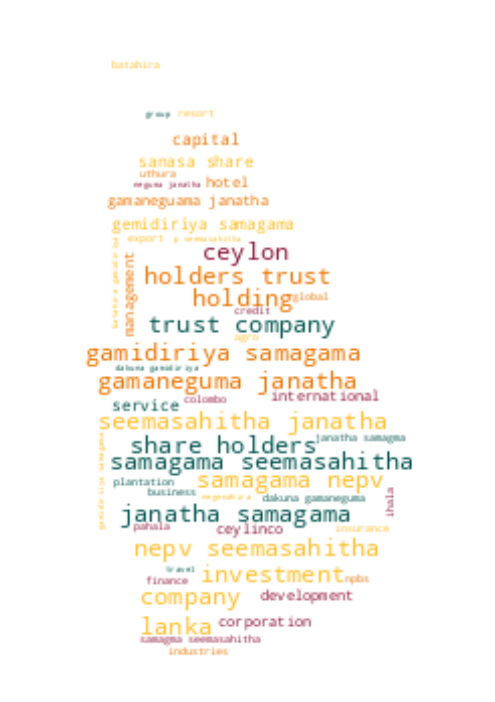 batahira
group resort
capital
sanasa share
uthura
neguma janatha hotel
gamaneguama janatha
gemidiriya samagama
export p seemasahitha
ceylon
management
holders trust
holding global
credit
trust company
agro
gamidiriya samagama
dakuna gamidiriya
gamaneguma janatha
colombo international
service
seemasahitha janatha
share holders janatha samagma
samagama seemasahitha
plantation samagama nepv
business negenahira dakuna gamaneguma
ihala
janatha samagama
pahala ceylinco insurance
nepv seemasahitha
travel
finance investment npbs
company development
lanka corporation
samagma seemasahitha
industries
gamidiriya samagama